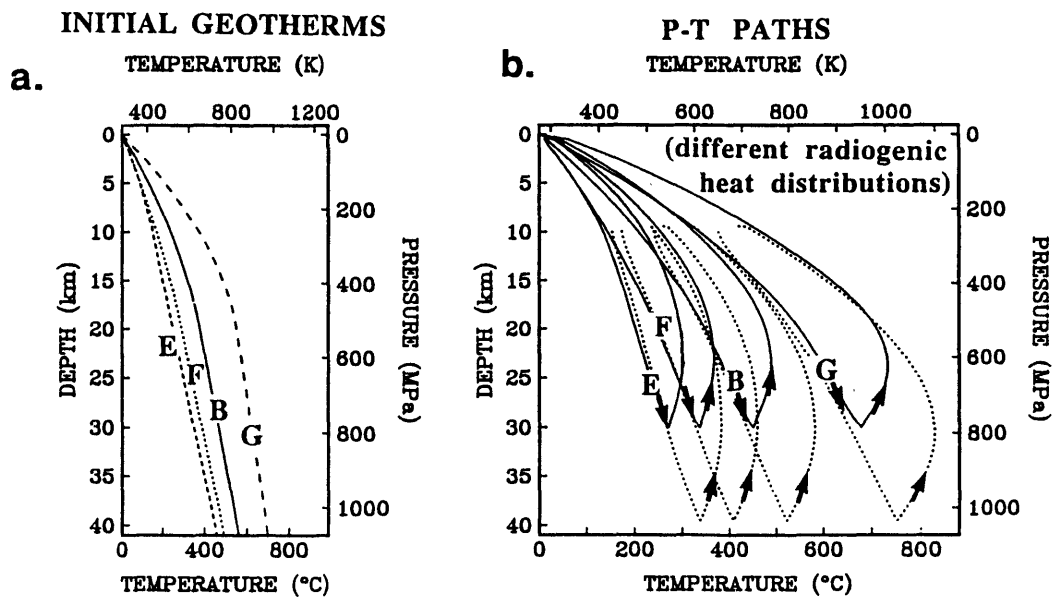 INITIAL GEOTHERMS
a.
TEMPERATURE (K)
400 800 1200
0
5
10
15
20
25
30
35
40
DEPTH (km)
E
F
B
G
0
200
400
600
800
1000
PRESSURE (MPa)
0 400 800
TEMPERATURE (°C)
P-T PATHS
b.
TEMPERATURE (K)
400 600 800 1000
(different radiogenic
heat distributions)
0
5
10
15
20
25
30
35
40
DEPTH (km)
F
E
B
G
0
200
400
600
800
1000
PRESSURE (MPa)
0 200 400 600 800
TEMPERATURE (°C)